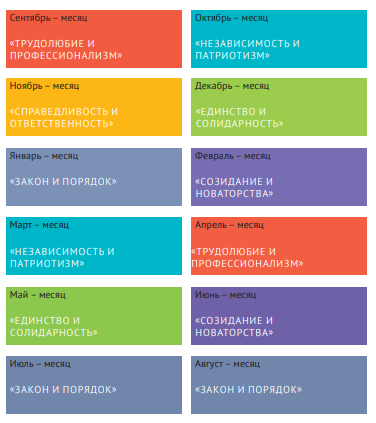 Сентябрь – месяц
«ТРУДОЛЮБИЕ И
ПРОФЕССИОНАЛИЗМ»
Октябрь – месяц
«НЕЗАВИСИМОСТЬ И
ПАТРИОТИЗМ»
Ноябрь – месяц
«СПРАВЕДЛИВОСТЬ И
ОТВЕТСТВЕННОСТЬ»
Декабрь – месяц
«ЕДИНСТВО И
СОЛИДАРНОСТЬ»
Январь – месяц
«ЗАКОН И ПОРЯДОК»
Февраль – месяц
«СОЗИДАНИЕ И
НОВАТОРСТВА»
Март – месяц
«НЕЗАВИСИМОСТЬ И
ПАТРИОТИЗМ»
Апрель – месяц
«ТРУДОЛЮБИЕ И
ПРОФЕССИОНАЛИЗМ»
Май – месяц
«ЕДИНСТВО И
СОЛИДАРНОСТЬ»
Июнь – месяц
«СОЗИДАНИЕ И
НОВАТОРСТВА»
Июль – месяц
«ЗАКОН И ПОРЯДОК»
Август – месяц
«ЗАКОН И ПОРЯДОК»